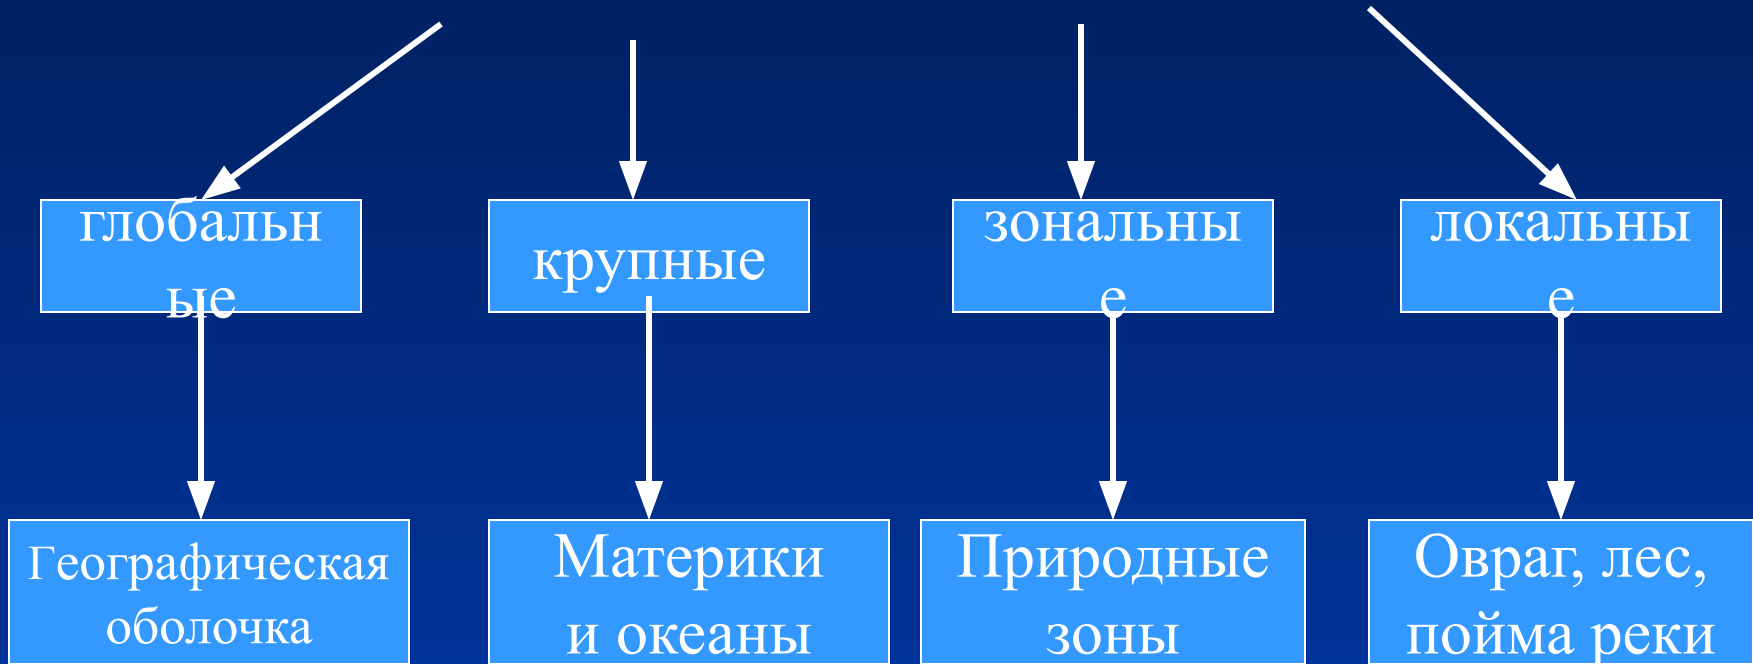 глобальн
ые
крупные
зональны
е
локальны
е
Географическая
оболочка
Материки
и океаны
Природные
зоны
Овраг, лес,
пойма реки